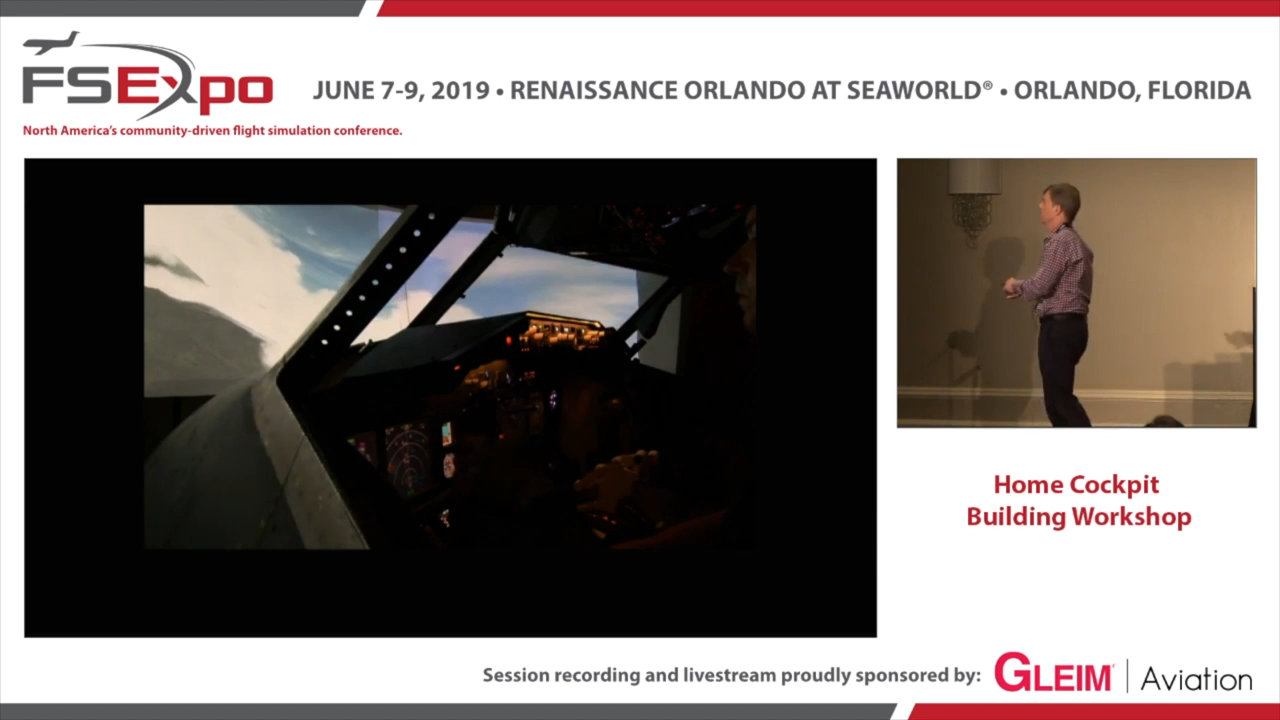 FSExpo
JUNE 7-9, 2019 • RENAISSANCE ORLANDO AT SEAWORLD® • ORLANDO, FLORIDA
North America's community-driven flight simulation conference.
Home Cockpit
Building Workshop
Session recording and livestream proudly sponsored by:
GLEIM® | Aviation